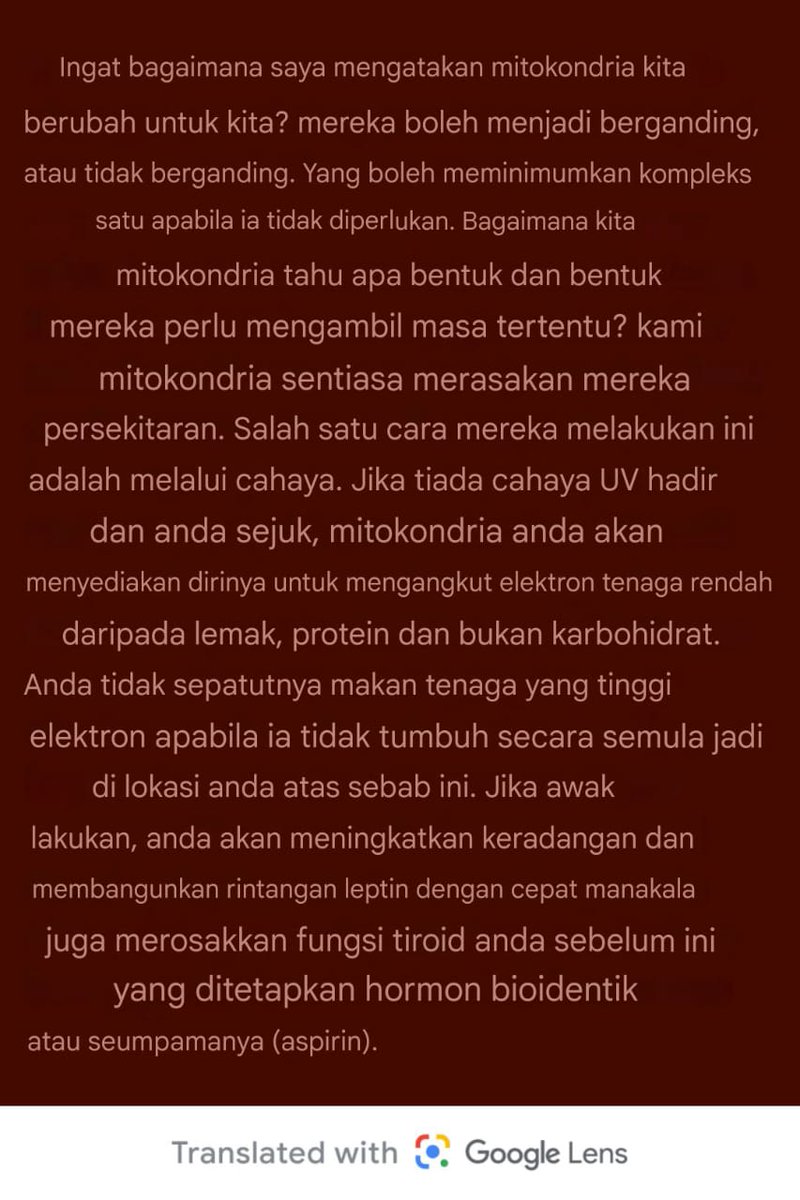 Ingat bagaimana saya mengatakan mitokondria kita
berubah untuk kita? mereka boleh menjadi berganding,
atau tidak berganding. Yang boleh meminimumkan kompleks
satu apabila ia tidak diperlukan. Bagaimana kita
mitokondria tahu apa bentuk dan bentuk
mereka perlu mengambil masa tertentu? kami
mitokondria sentiasa merasakan mereka
persekitaran. Salah satu cara mereka melakukan ini
adalah melalui cahaya. Jika tiada cahaya UV hadir
dan anda sejuk, mitokondria anda akan
menyediakan dirinya untuk mengangkut elektron tenaga rendah
daripada lemak, protein dan bukan karbohidrat.
Anda tidak sepatutnya makan tenaga yang tinggi
elektron apabila ia tidak tumbuh secara semula jadi
di lokasi anda atas sebab ini. Jika awak
lakukan, anda akan meningkatkan keradangan dan
membangunkan rintangan leptin dengan cepat manakala
juga merosakkan fungsi tiroid anda sebelum ini
yang ditetapkan hormon bioidentik
atau seumpamanya (aspirin).
Translated with Google Lens